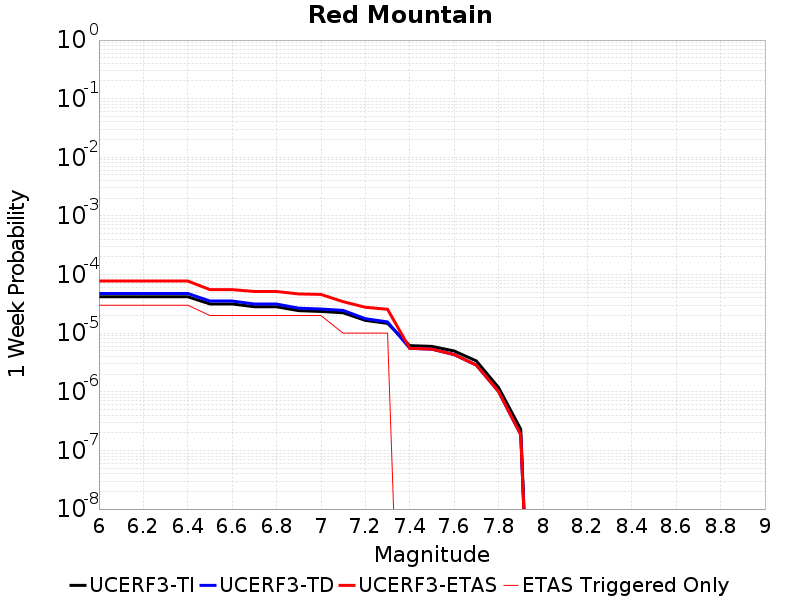 Red Mountain
1 Week Probability
10^0
10^-1
10^-2
10^-3
10^-4
10^-5
10^-6
10^-7
10^-8
6 6.2 6.4 6.6 6.8 7 7.2 7.4 7.6 7.8 8 8.2 8.4 8.6 8.8 9
Magnitude
UCERF3-TI UCERF3-TD UCERF3-ETAS ETAS Triggered Only